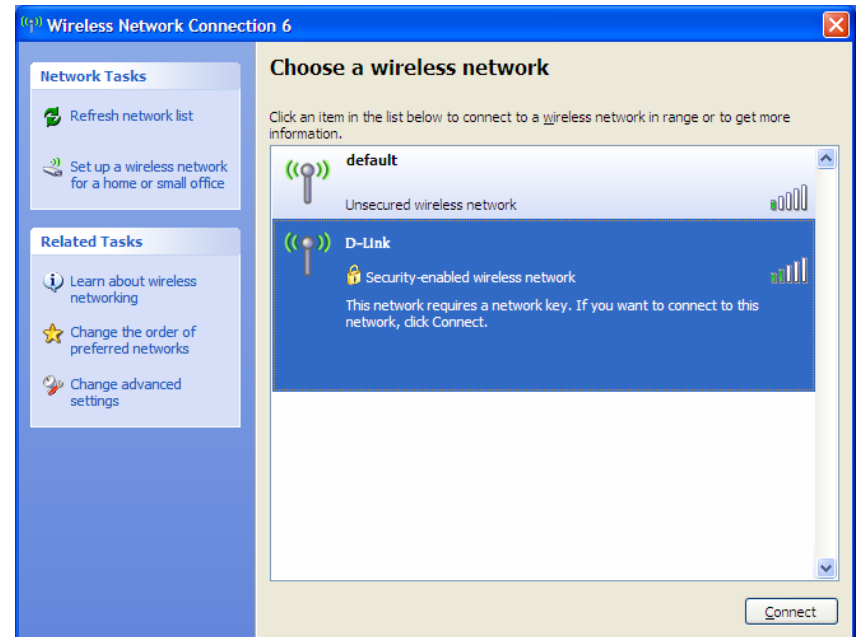 Wireless Network Connection 6
Network Tasks
Refresh network list
Set up a wireless network
for a home or small office
Related Tasks
Learn about wireless
networking
Change the order of
preferred networks
Change advanced
settings
Choose a wireless network
Click an item in the list below to connect to a wireless network in range or to get more
information.
default
Unsecured wireless network
D-Link
Security-enabled wireless network
This network requires a network key. If you want to connect to this
network, click Connect.
Connect